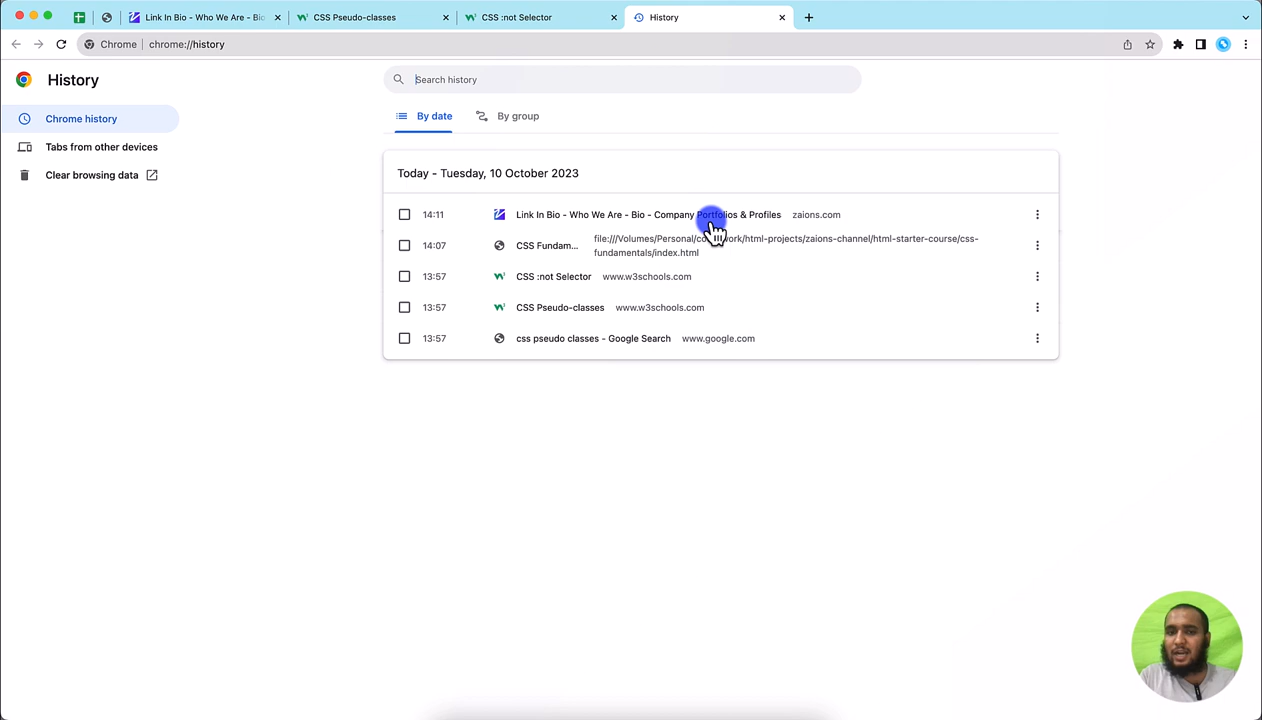 Link In Bio - Who We Are - Bio
CSS Pseudo-classes
CSS :not Selector
History
Chrome
chrome://history
History
Search history
Chrome history
Tabs from other devices
Clear browsing data
By date
By group
Today - Tuesday, 10 October 2023
14:11 Link In Bio - Who We Are - Bio - Company Portfolios & Profiles zaions.com
14:07 CSS Fundam... file:///Volumes/Personal/ /html-projects/zaions-channel/html-starter-course/css-
fundamentals/index.html
13:57 CSS :not Selector www.w3schools.com
13:57 CSS Pseudo-classes www.w3schools.com
13:57 css pseudo classes - Google Search www.google.com